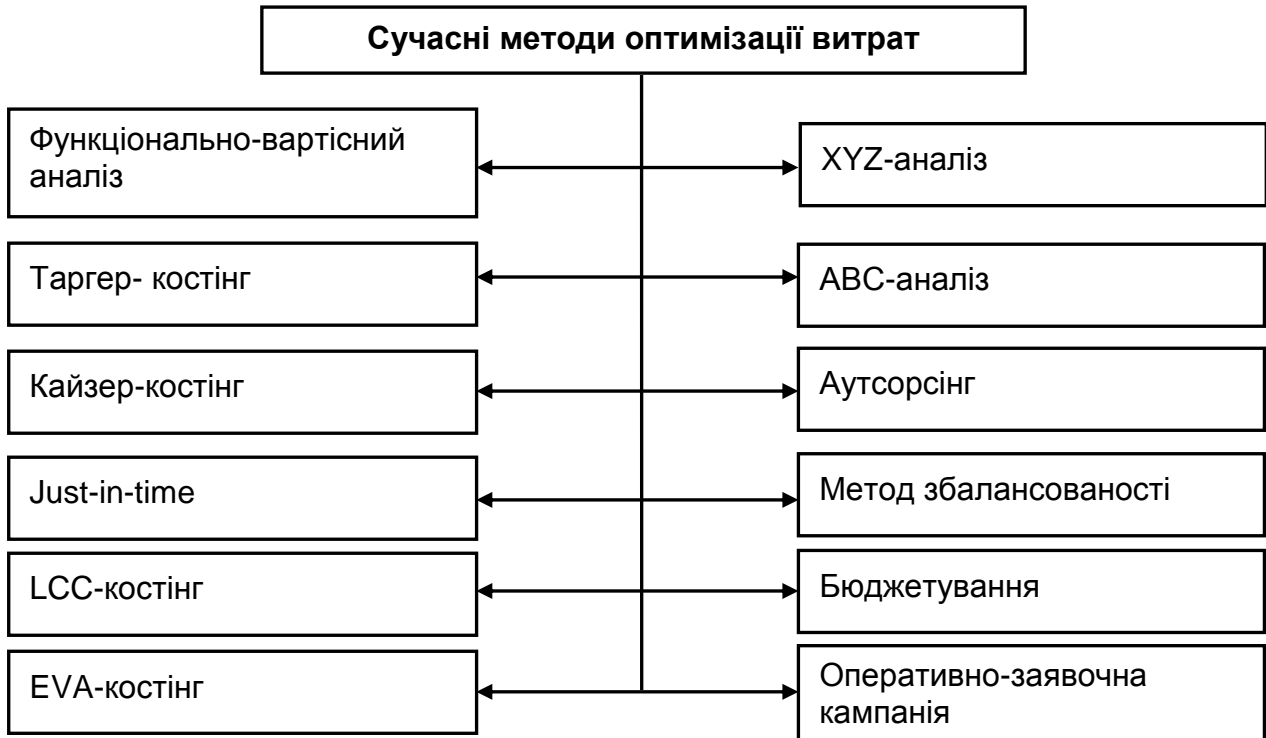 Сучасні методи оптимізації витрат
Функціонально-вартісний
аналіз
XYZ-аналіз
Таргер- костінг
ABC-аналіз
Кайзер-костінг
Аутсорсінг
Just-in-time
Метод збалансованості
LCC-костінг
Бюджетування
EVA-костінг
Оперативно-заявочна
кампанія